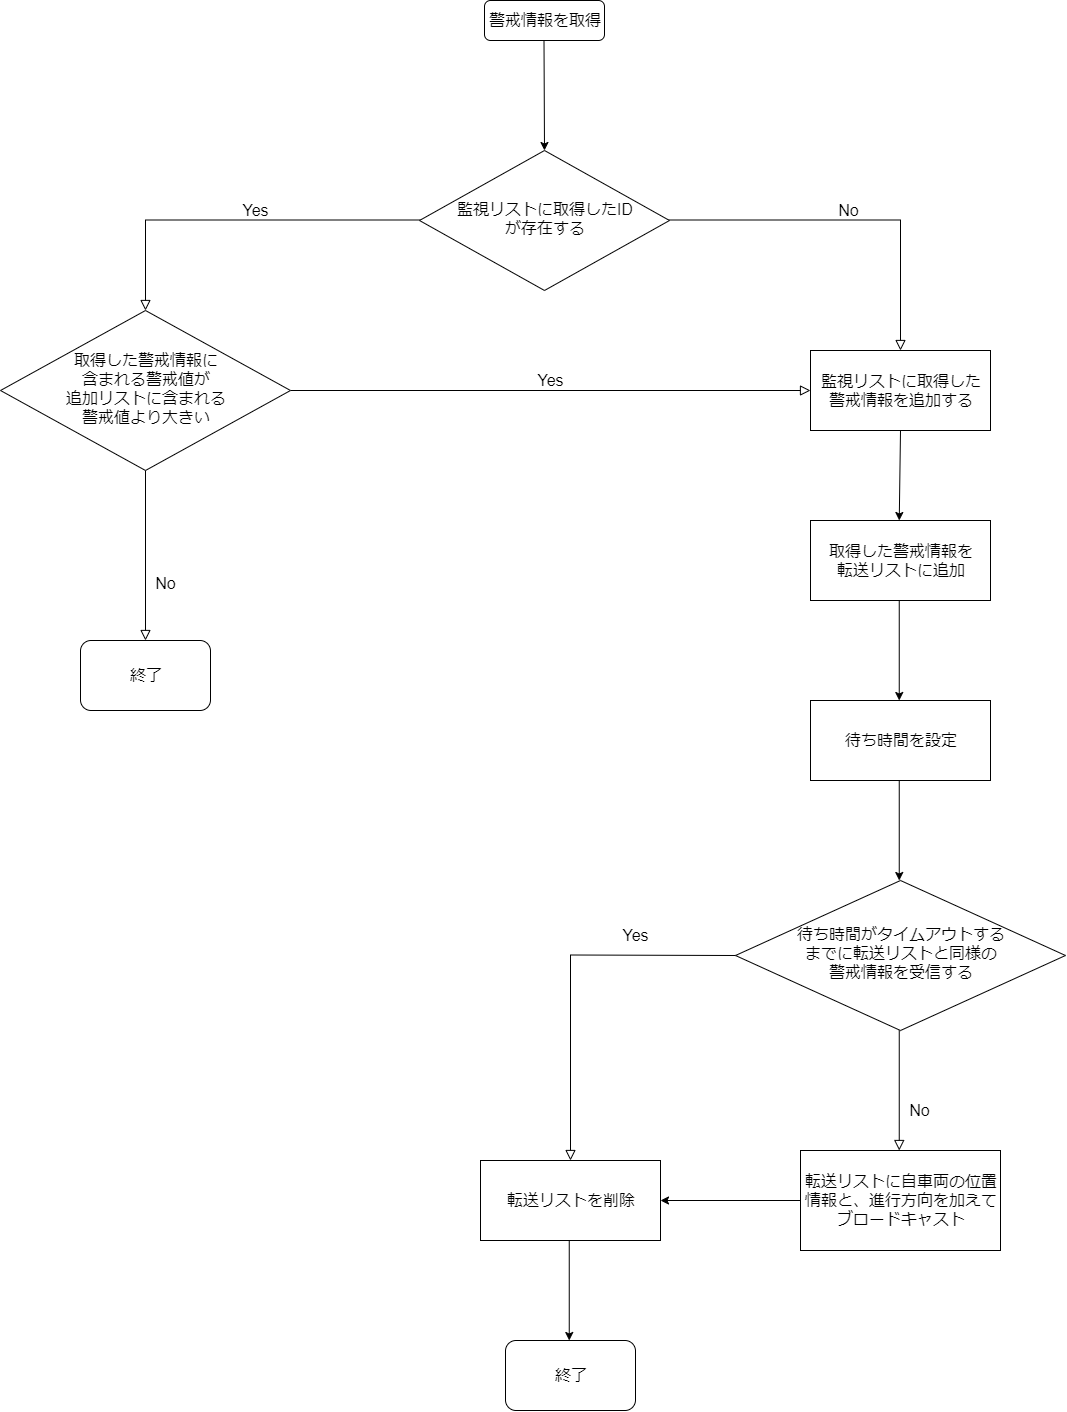 警戒情報を取得
監視リストに取得したID
が存在する
Yes
No
取得した警戒情報に
含まれる警戒値が
追加リストに含まれる
警戒値より大きい
Yes
監視リストに取得した
警戒情報を追加する
取得した警戒情報を
転送リストに追加
No
終了
待ち時間を設定
待ち時間がタイムアウトする
までに転送リストと同様の
警戒情報を受信する
Yes
No
転送リストに自車両の位置
情報と、進行方向を加えて
ブロードキャスト
転送リストを削除
終了